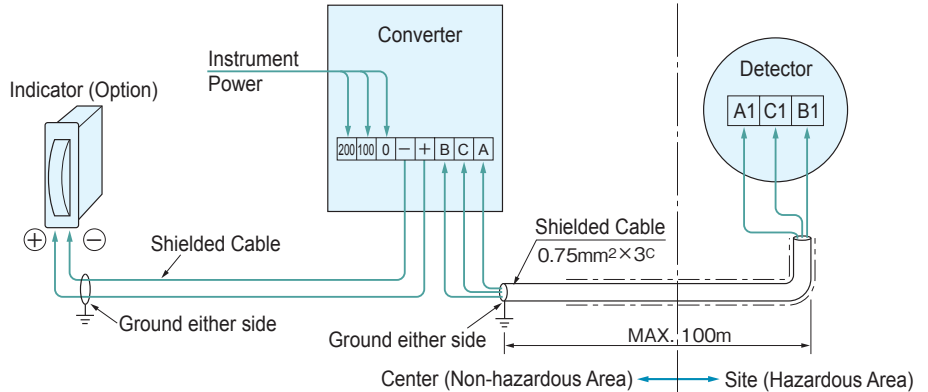 Converter
Instrument
Power
Detector
Indicator (Option)
A1 C1 B1
200 100 0 − + B C A
⊕ ⊖
Shielded Cable
Shielded Cable
0.75mm²×3C
Ground either side
Ground either side
MAX. 100m
Center (Non-hazardous Area) ↔ Site (Hazardous Area)